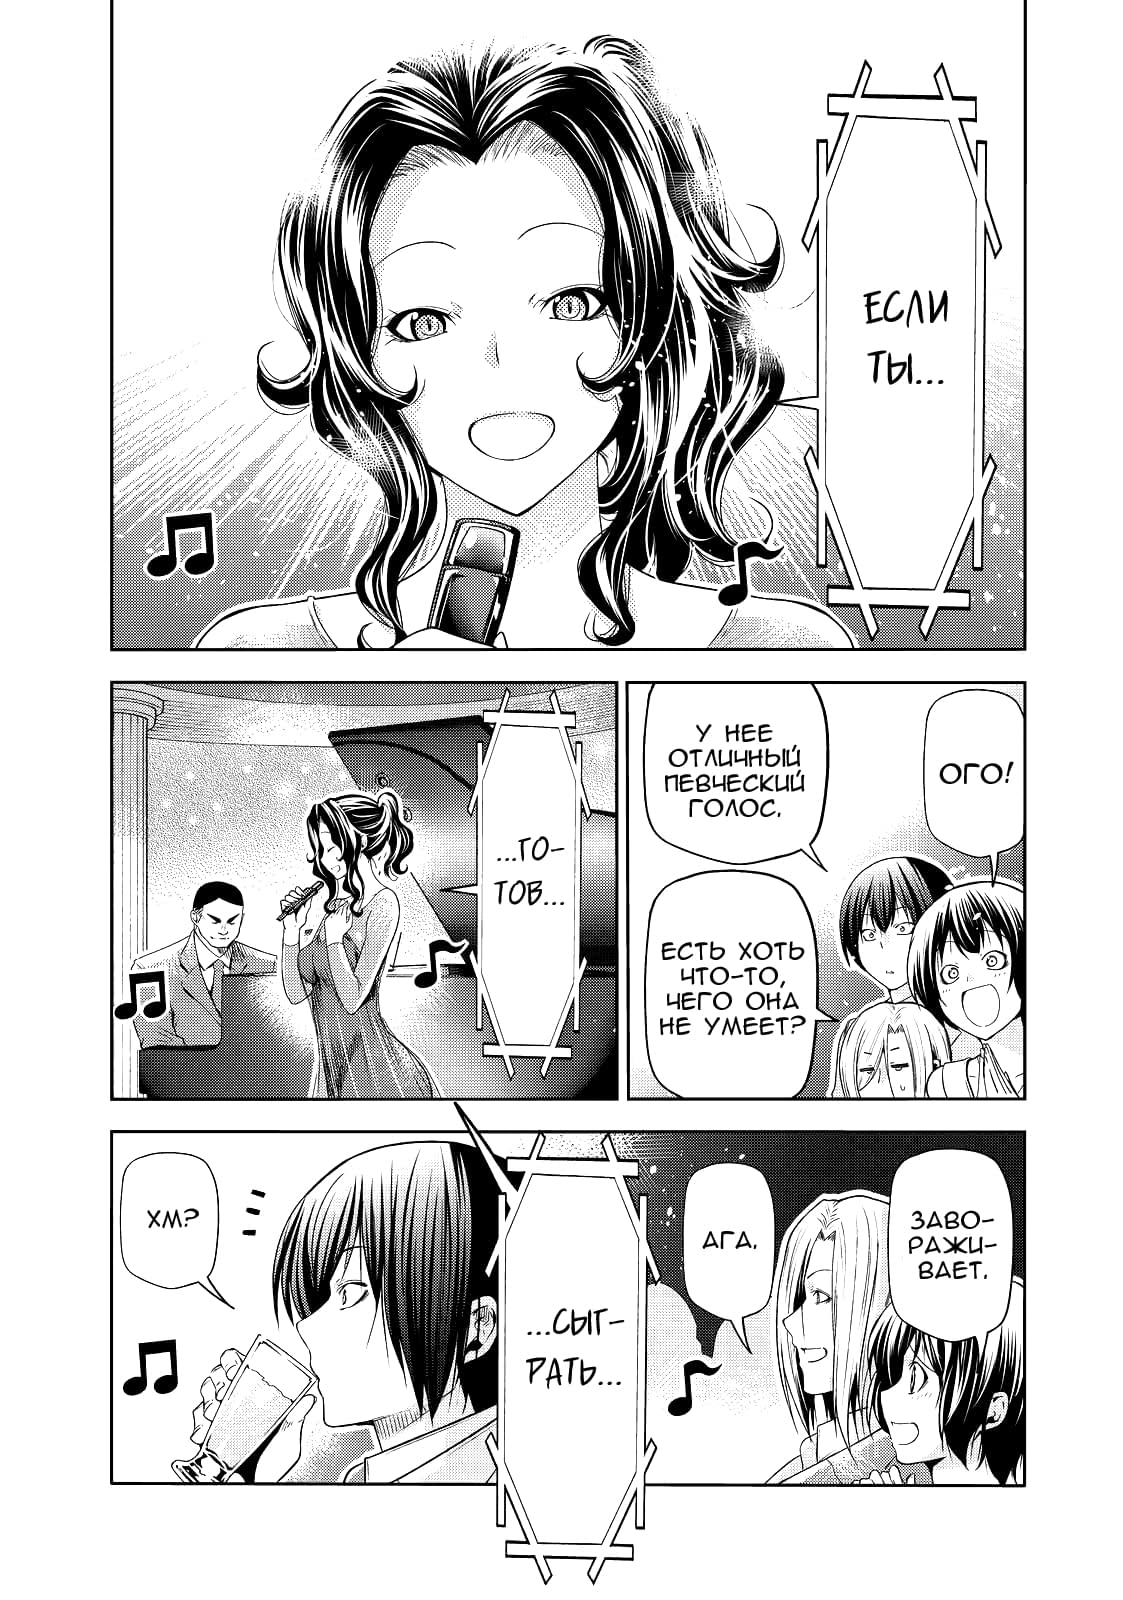 ЕСЛИ
ТЫ...
ОГО!
У НЕЕ
ОТЛИЧНЫЙ
ПЕВЧЕСКИЙ
ГОЛОС.
ЕСТЬ ХОТЬ
ЧТО-ТО,
ЧЕГО ОНА
НЕ УМЕЕТ?
...ГО-
ТОВ...
ЗАВО-
РАЖИ-
ВАЕТ.
АГА.
...СЫГ-
РАТЬ...
ХМ?